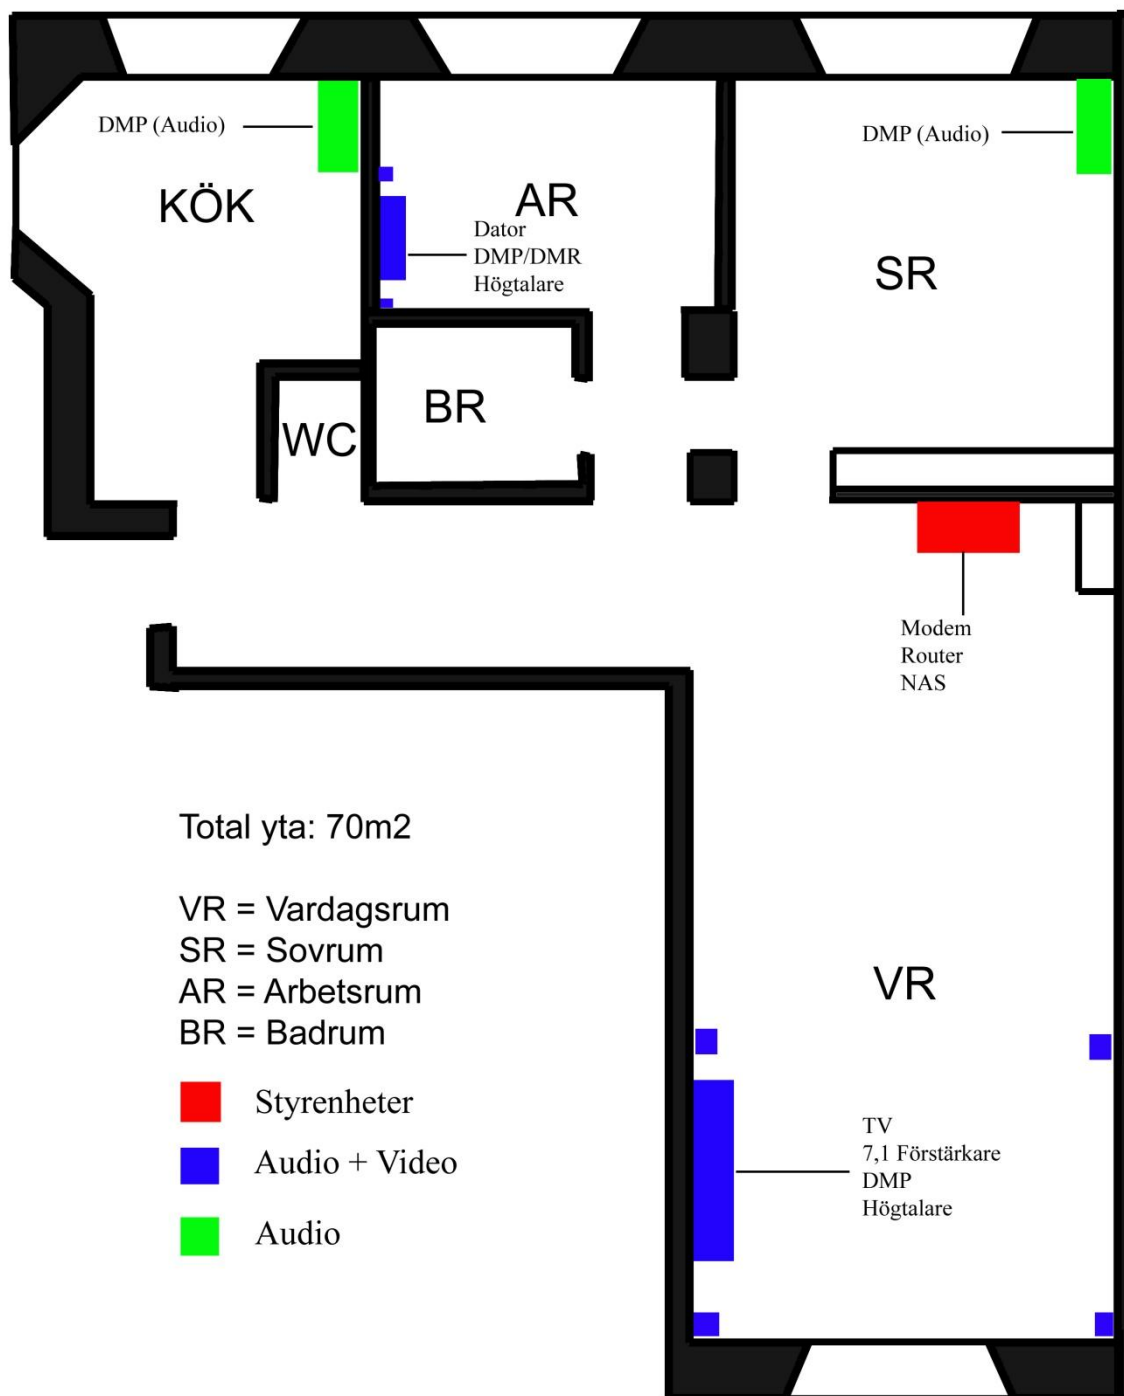 DMP (Audio)
DMP (Audio)
KÖK
AR
Dator
DMP/DMR
Högtalare
SR
BR
WC
Modem
Router
NAS
Total yta: 70m2
VR = Vardagsrum
SR = Sovrum
AR = Arbetsrum
BR = Badrum
Styrenheter
Audio + Video
Audio
VR
TV
7,1 Förstärkare
DMP
Högtalare